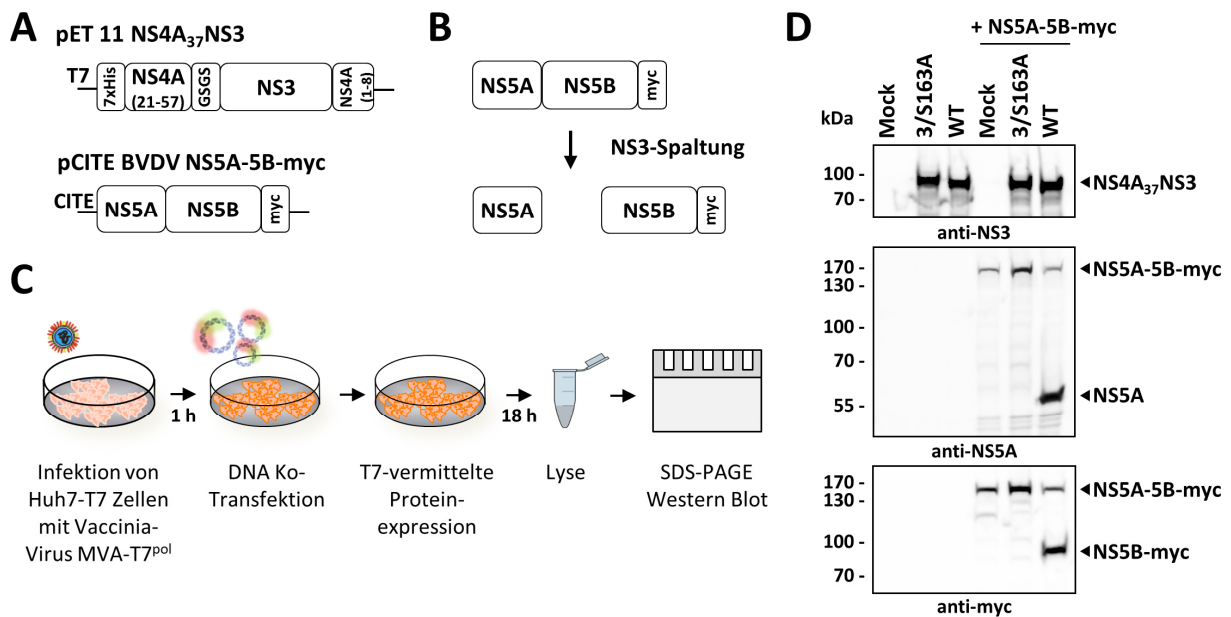 A
pET 11 NS4A₃₇NS3
T7
7xHis
NS4A
(21-57)
GSGS
NS3
NS4A
(1-8)
pCITE BVDV NS5A-5B-myc
CITE
NS5A
NS5B
myc
B
NS5A
NS5B
myc
NS3-Spaltung
NS5A
NS5B
myc
C
1 h
18 h
Infektion von
Huh7-T7 Zellen
mit Vaccinia-
Virus MVA-T7ᵖᵒˡ
DNA Ko-
Transfektion
T7-vermittelte
Protein-
expression
Lyse
SDS-PAGE
Western Blot
D
+ NS5A-5B-myc
kDa
Mock
3/S163A
WT
Mock
3/S163A
WT
100 -
70 -
NS4A₃₇NS3
anti-NS3
170 -
130 -
100 -
70 -
55 -
NS5A-5B-myc
NS5A
anti-NS5A
170 -
130 -
100 -
70 -
NS5A-5B-myc
NS5B-myc
anti-myc